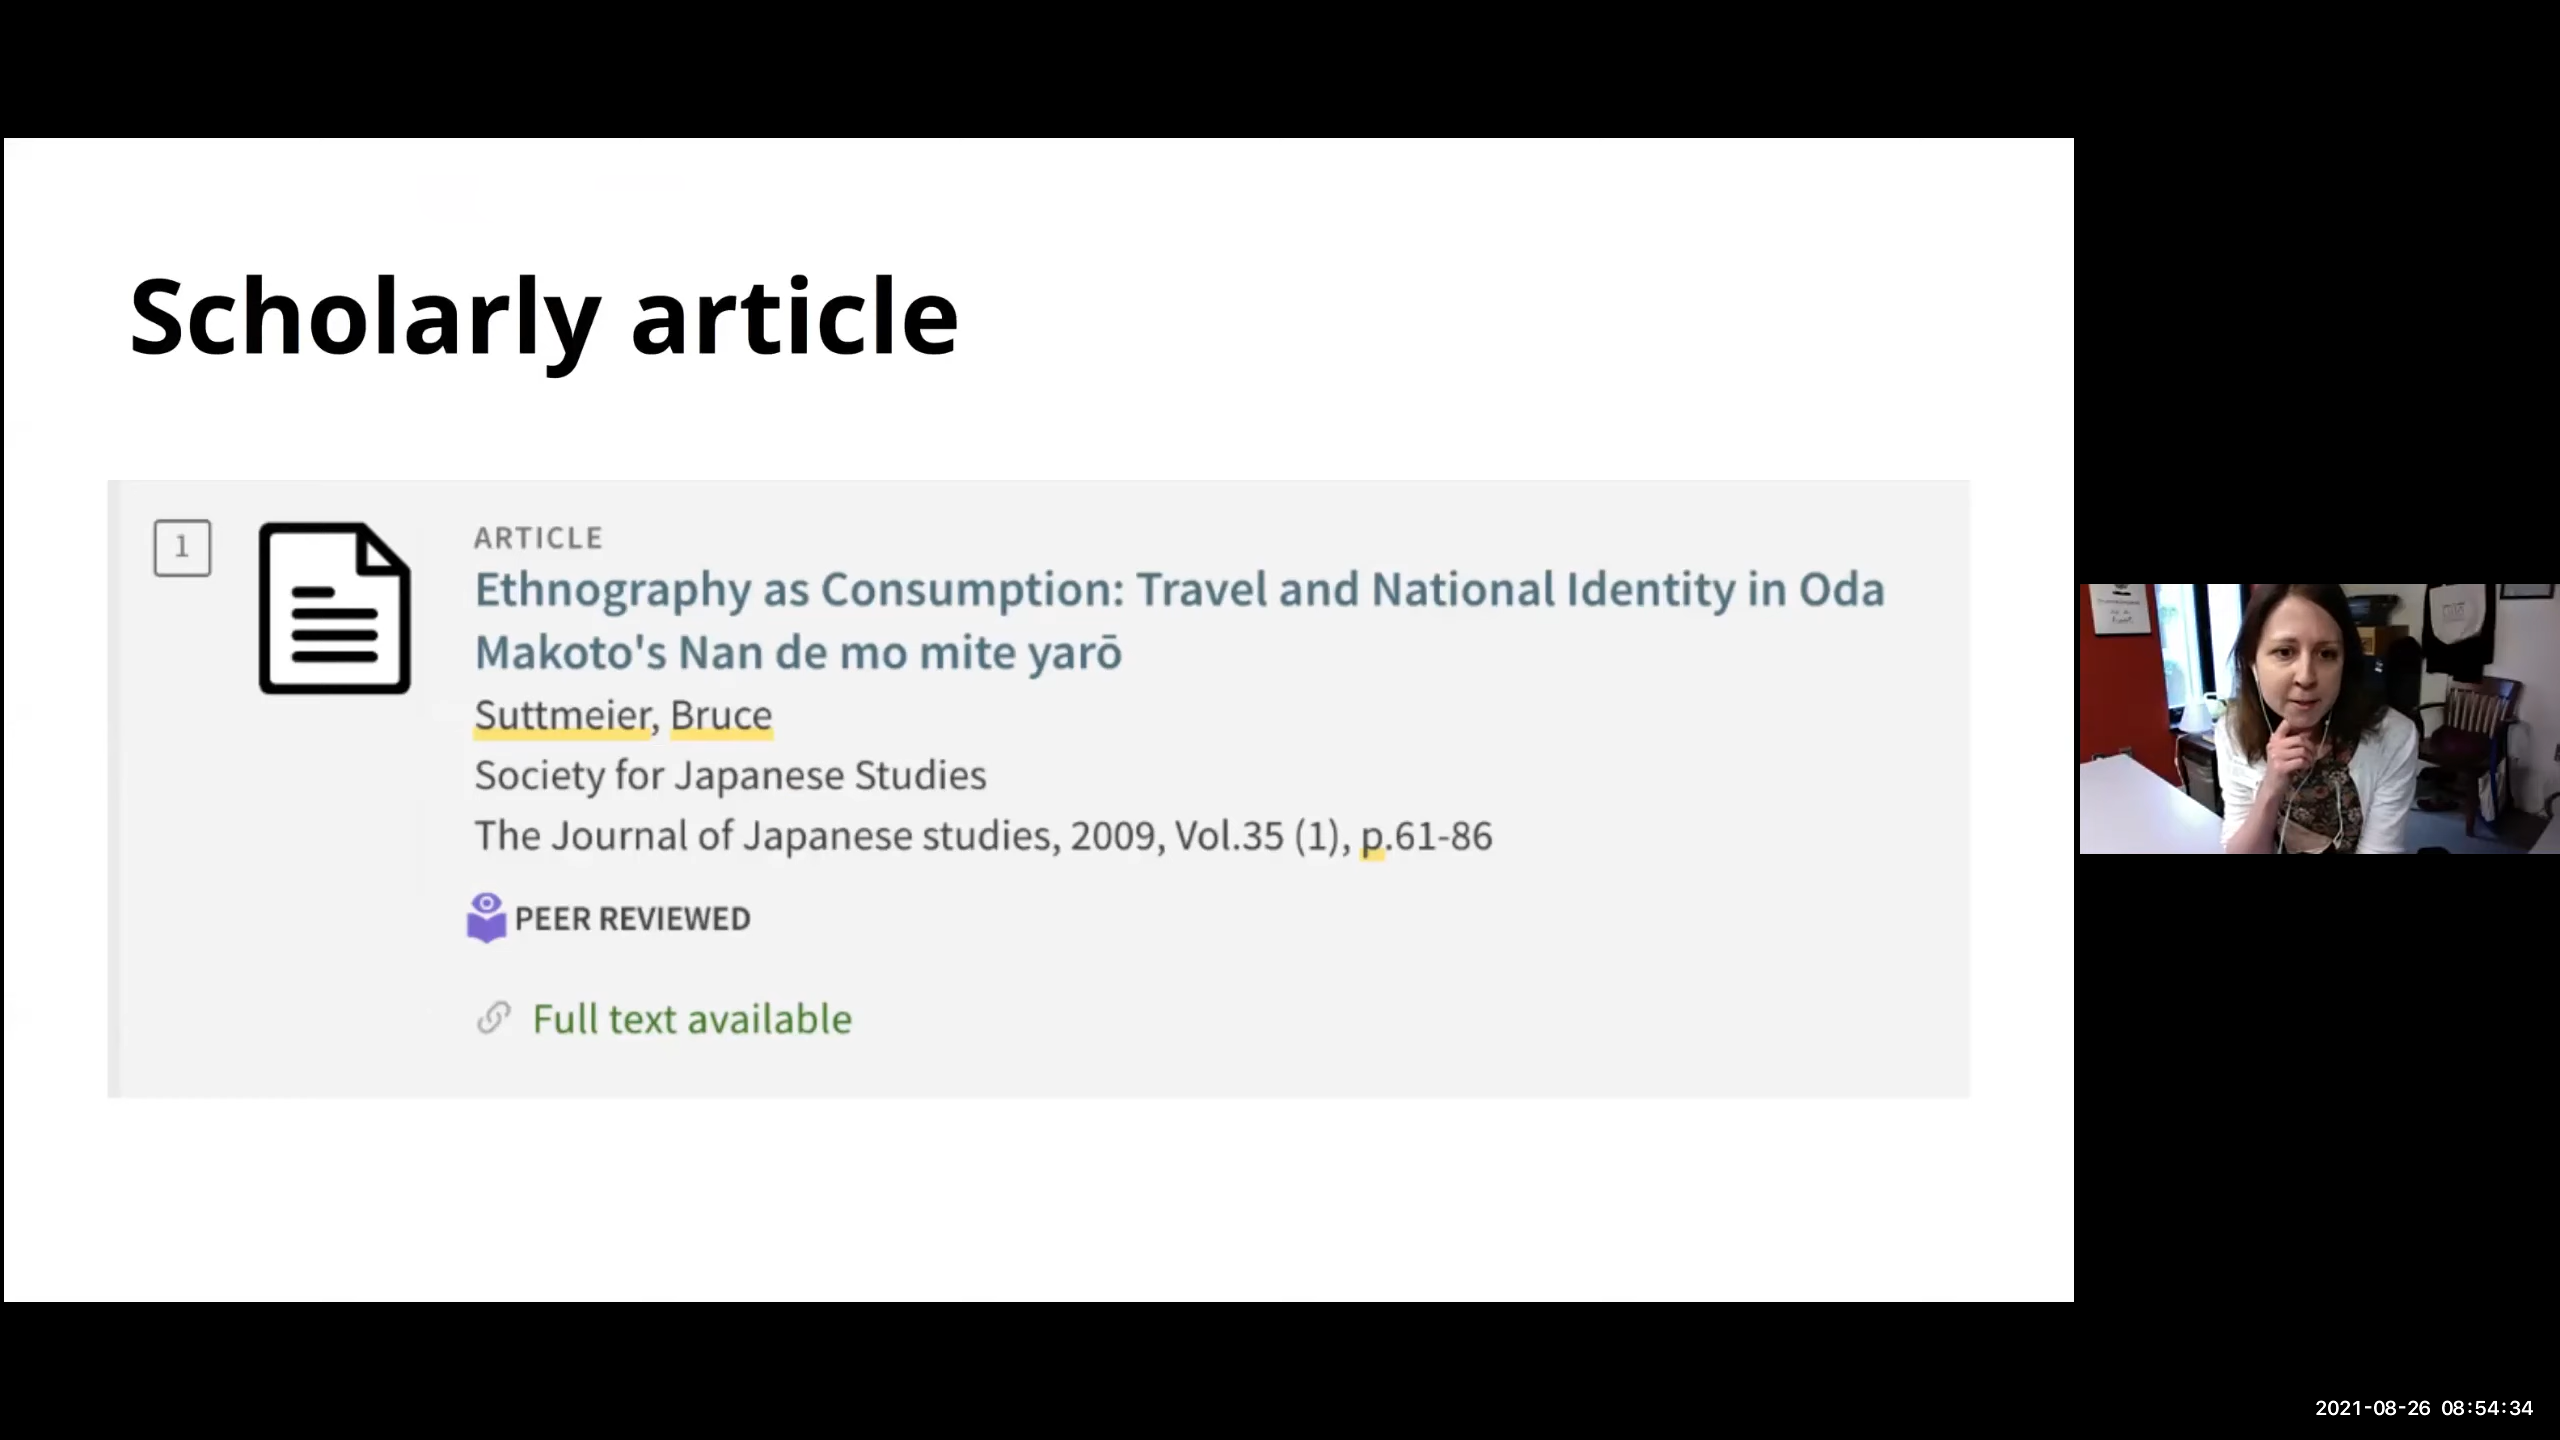 Scholarly article
1
ARTICLE
Ethnography as Consumption: Travel and National Identity in Oda
Makoto's Nan de mo mite yarō
Suttmeier, Bruce
Society for Japanese Studies
The Journal of Japanese studies, 2009, Vol.35 (1), p.61-86
PEER REVIEWED
Full text available
2021-08-26 08:54:34